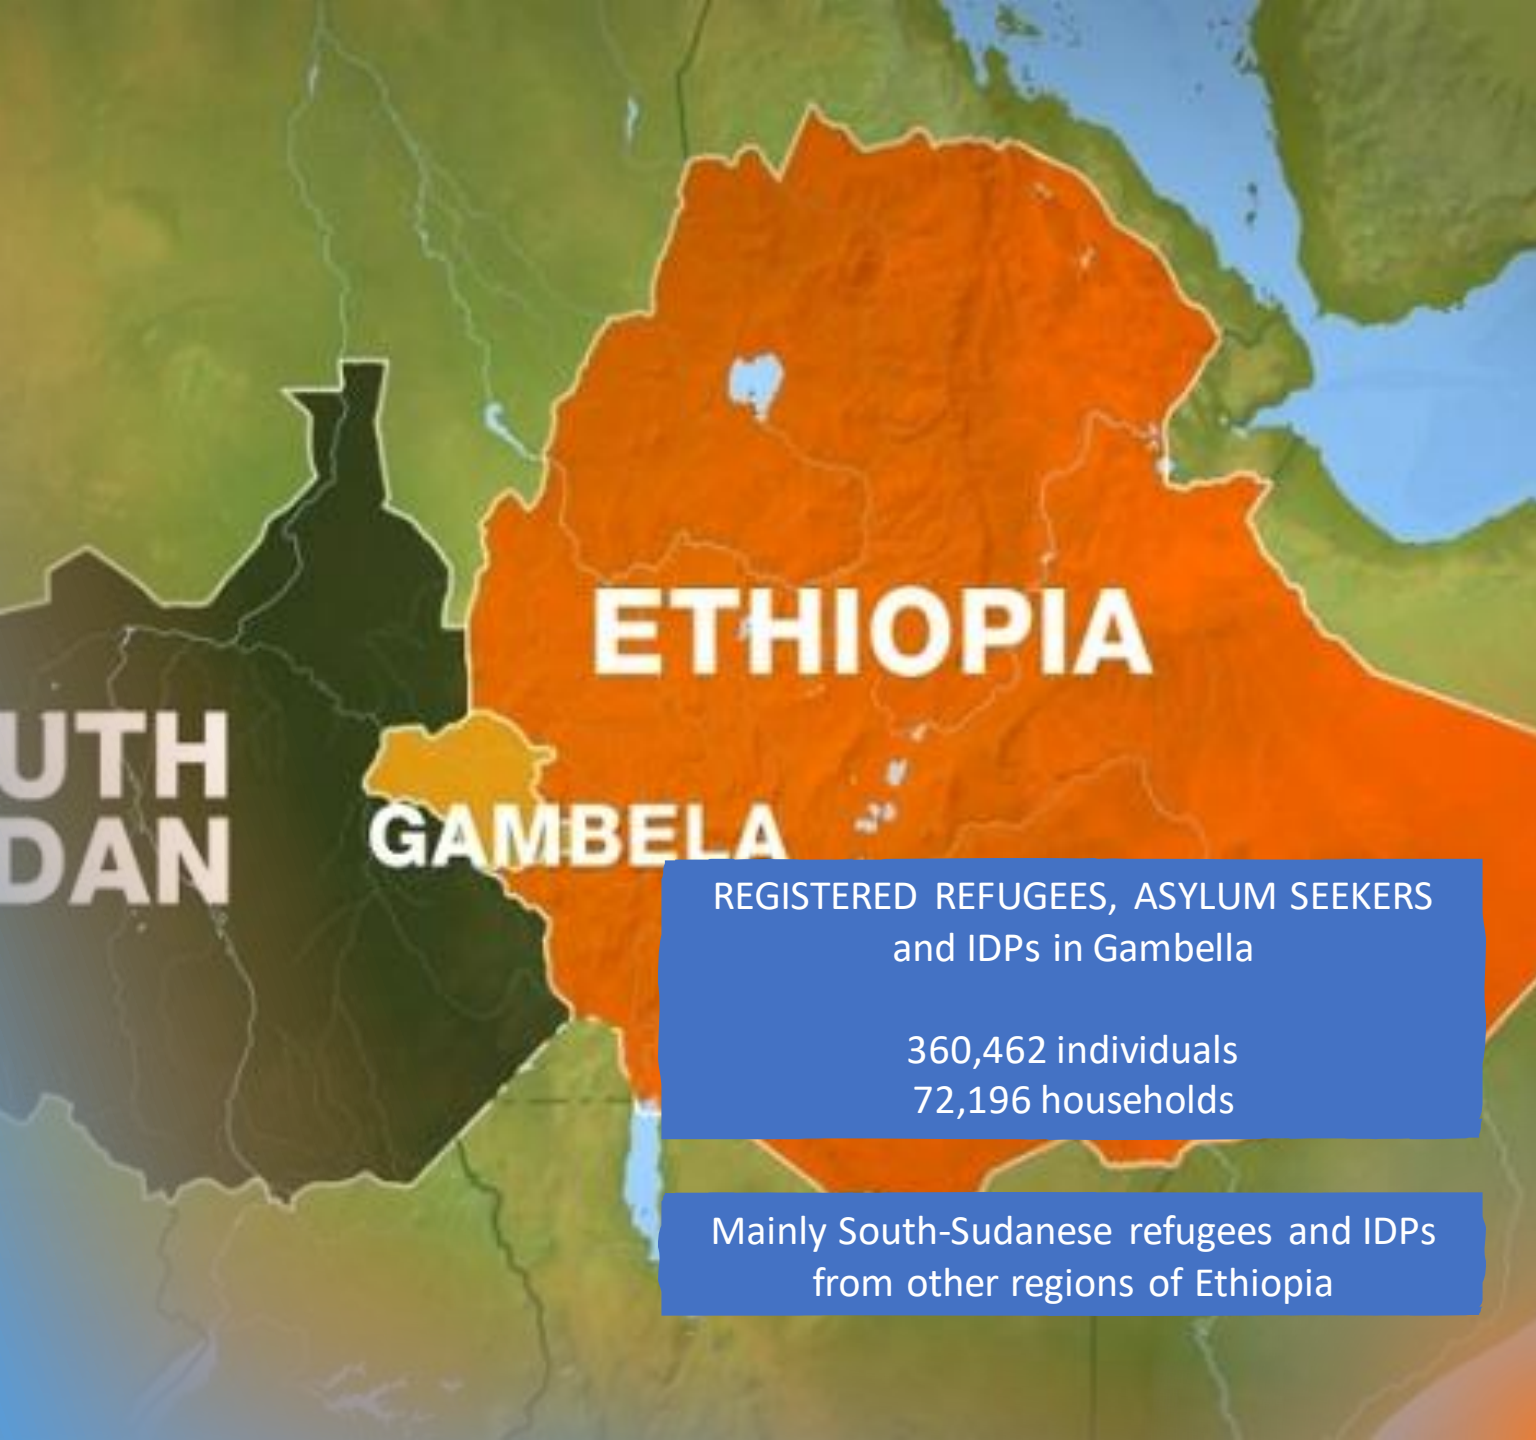 ETHIOPIA
UTH
DAN
GAMBELA
REGISTERED REFUGEES, ASYLUM SEEKERS
and IDPs in Gambella
360,462 individuals
72,196 households
Mainly South-Sudanese refugees and IDPs
from other regions of Ethiopia